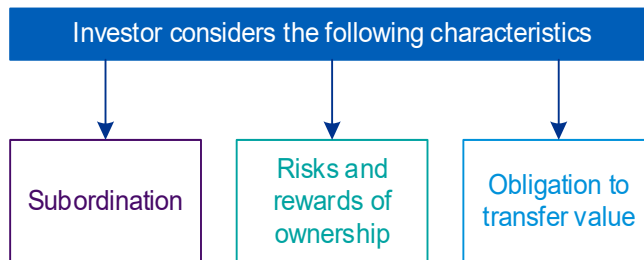 Investor considers the following characteristics
Subordination
Risks and
rewards of
ownership
Obligation to
transfer value